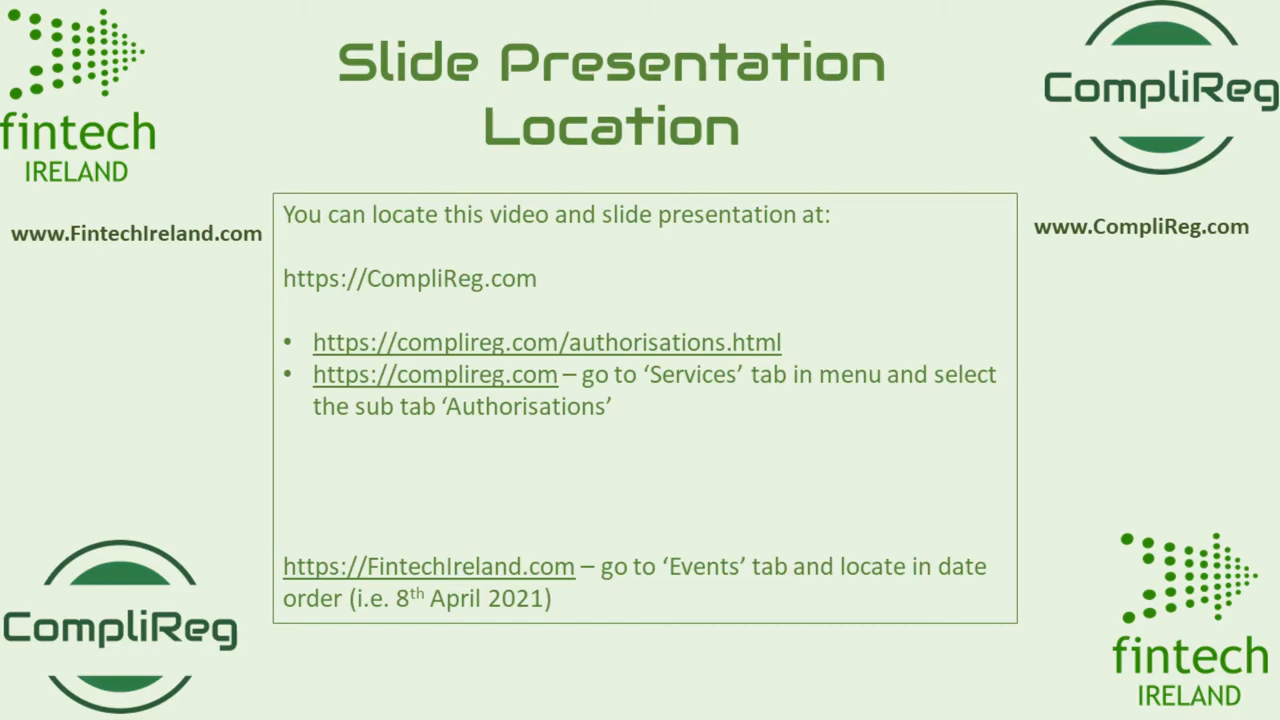 Slide Presentation
Location
fintech
IRELAND
www.FintechIreland.com
CompliReg
www.CompliReg.com
You can locate this video and slide presentation at:
https://CompliReg.com
• https://complireg.com/authorisations.html
• https://complireg.com – go to ‘Services’ tab in menu and select
the sub tab ‘Authorisations’
https://FintechIreland.com – go to ‘Events’ tab and locate in date
order (i.e. 8th April 2021)
CompliReg
fintech
IRELAND